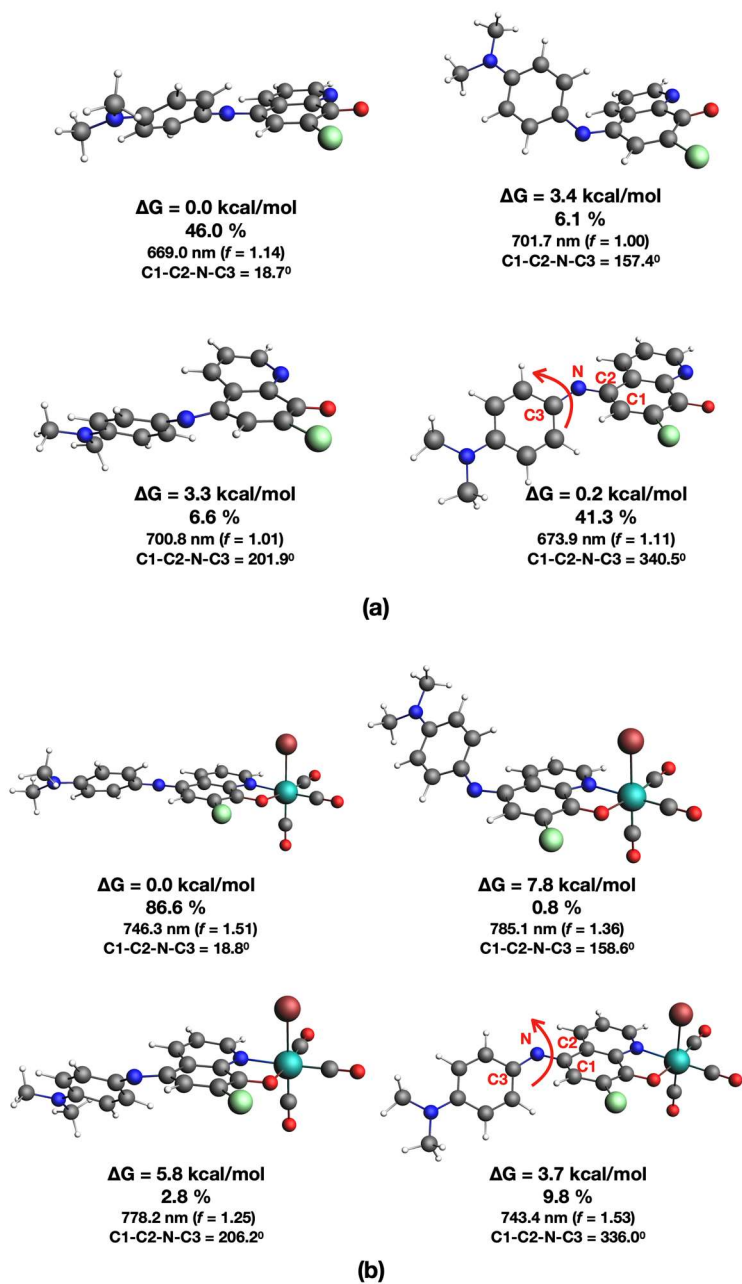 ΔG = 0.0 kcal/mol
46.0 %
669.0 nm (f = 1.14)
C1-C2-N-C3 = 18.7⁰
ΔG = 3.4 kcal/mol
6.1 %
701.7 nm (f = 1.00)
C1-C2-N-C3 = 157.4⁰
ΔG = 3.3 kcal/mol
6.6 %
700.8 nm (f = 1.01)
C1-C2-N-C3 = 201.9⁰
N
C2
C1
C3
ΔG = 0.2 kcal/mol
41.3 %
673.9 nm (f = 1.11)
C1-C2-N-C3 = 340.5⁰
(a)
ΔG = 0.0 kcal/mol
86.6 %
746.3 nm (f = 1.51)
C1-C2-N-C3 = 18.8⁰
ΔG = 7.8 kcal/mol
0.8 %
785.1 nm (f = 1.36)
C1-C2-N-C3 = 158.6⁰
ΔG = 5.8 kcal/mol
2.8 %
778.2 nm (f = 1.25)
C1-C2-N-C3 = 206.2⁰
N
C2
C1
C3
ΔG = 3.7 kcal/mol
9.8 %
743.4 nm (f = 1.53)
C1-C2-N-C3 = 336.0⁰
(b)